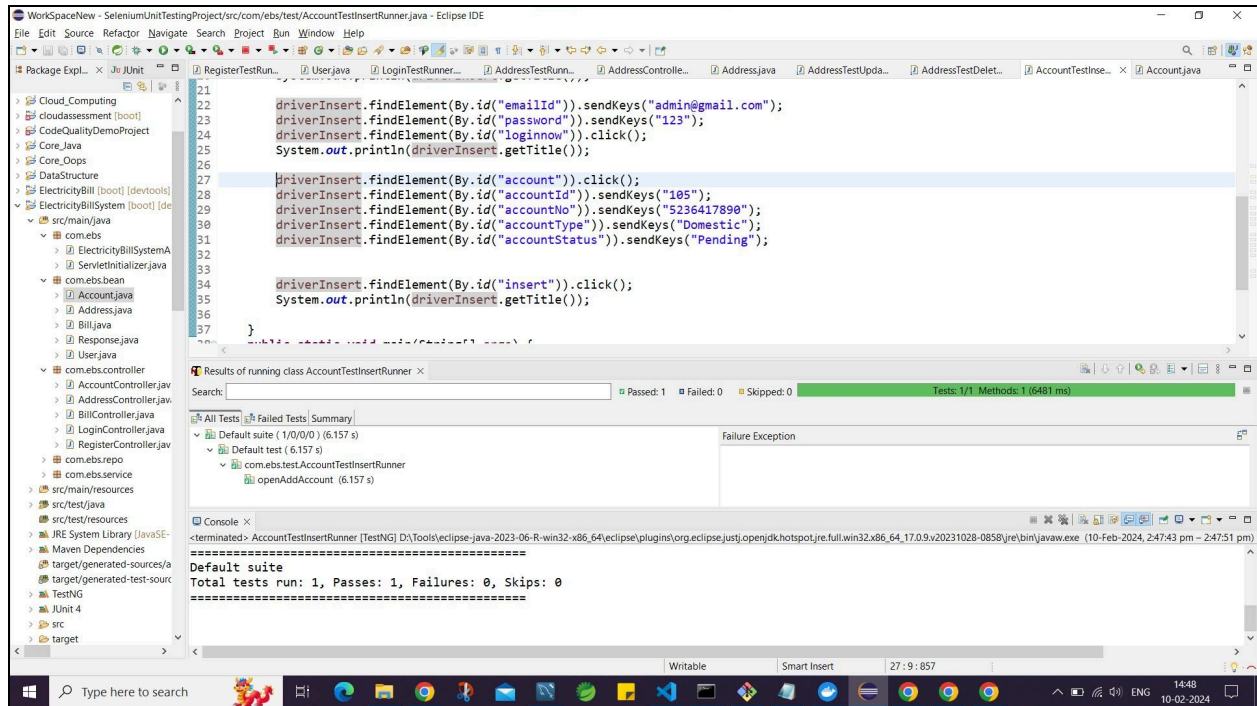 WorkSpaceNew - SeleniumUnitTestingProject/src/com/ebs/test/AccountTestInsertRunner.java - Eclipse IDE
File Edit Source Refactor Navigate Search Project Run Window Help
Package Expl... JUnit
RegisterTestRun... User.java LoginTestRunner... AddressTestRunn... AddressControlle... Address.java AddressTestUpda... AddressTestDelet... AccountTestInse... Account.java
Cloud_Computing
cloudassessment [boot]
CodeQualityDemoProject
Core_Java
Core_Oops
DataStructure
ElectricityBill [boot] [devtools]
ElectricityBillSystem [boot] [de
src/main/java
com.ebs
ElectricityBillSystemA
ServletInitializer.java
com.ebs.bean
Account.java
Address.java
Bill.java
Response.java
User.java
com.ebs.controller
AccountController.jav
AddressController.jav
BillController.java
LoginController.java
RegisterController.jav
com.ebs.repo
com.ebs.service
src/main/resources
src/test/java
src/test/resources
JRE System Library [JavaSE-
Maven Dependencies
target/generated-sources/a
target/generated-test-sourc
TestNG
JUnit 4
src
target
21
22 driverInsert.findElement(By.id("emailId")).sendKeys("admin@gmail.com");
23 driverInsert.findElement(By.id("password")).sendKeys("123");
24 driverInsert.findElement(By.id("loginnow")).click();
25 System.out.println(driverInsert.getTitle());
26
27 driverInsert.findElement(By.id("account")).click();
28 driverInsert.findElement(By.id("accountId")).sendKeys("105");
29 driverInsert.findElement(By.id("accountNo")).sendKeys("5236417890");
30 driverInsert.findElement(By.id("accountType")).sendKeys("Domestic");
31 driverInsert.findElement(By.id("accountStatus")).sendKeys("Pending");
32
33
34 driverInsert.findElement(By.id("insert")).click();
35 System.out.println(driverInsert.getTitle());
36
37 }
Results of running class AccountTestInsertRunner
Search: Passed: 1 Failed: 0 Skipped: 0 Tests: 1/1 Methods: 1 (6481 ms)
All Tests Failed Tests Summary
Default suite ( 1/0/0/0 ) (6.157 s)
Default test ( 6.157 s)
com.ebs.test.AccountTestInsertRunner
openAddAccount (6.157 s)
Failure Exception
Console
<terminated> AccountTestInsertRunner [TestNG] D:\Tools\eclipse-java-2023-06-R-win32-x86_64\eclipse\plugins\org.eclipse.justj.openjdk.hotspot.jre.full.win32.x86_64_17.0.9.v20231028-0858\jre\bin\javaw.exe (10-Feb-2024, 2:47:43 pm – 2:47:51 pm)
===============================================
Default suite
Total tests run: 1, Passes: 1, Failures: 0, Skips: 0
===============================================
Writable Smart Insert 27 : 9 : 857
Type here to search
ENG
14:48
10-02-2024